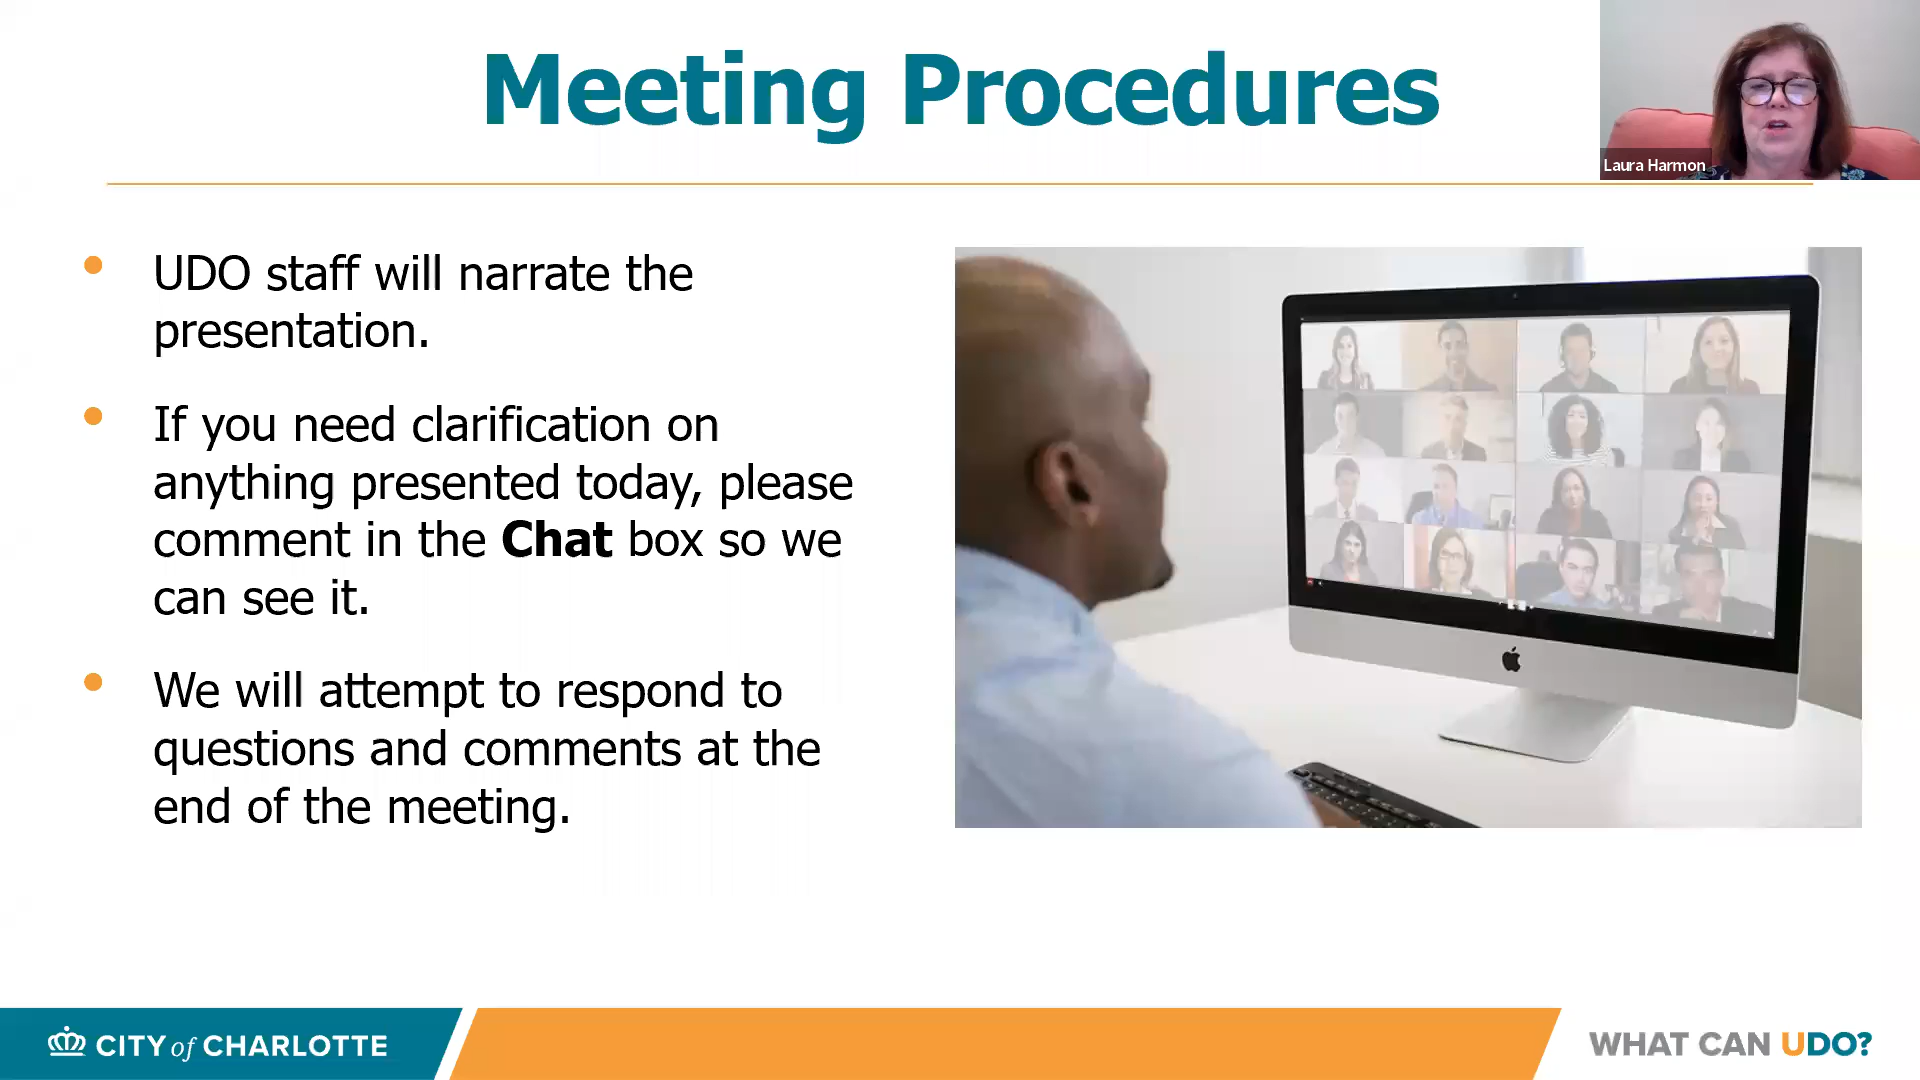 Meeting Procedures
Laura Harmon
UDO staff will narrate the
presentation.
If you need clarification on
anything presented today, please
comment in the Chat box so we
can see it.
We will attempt to respond to
questions and comments at the
end of the meeting.
CITY of CHARLOTTE
WHAT CAN UDO?